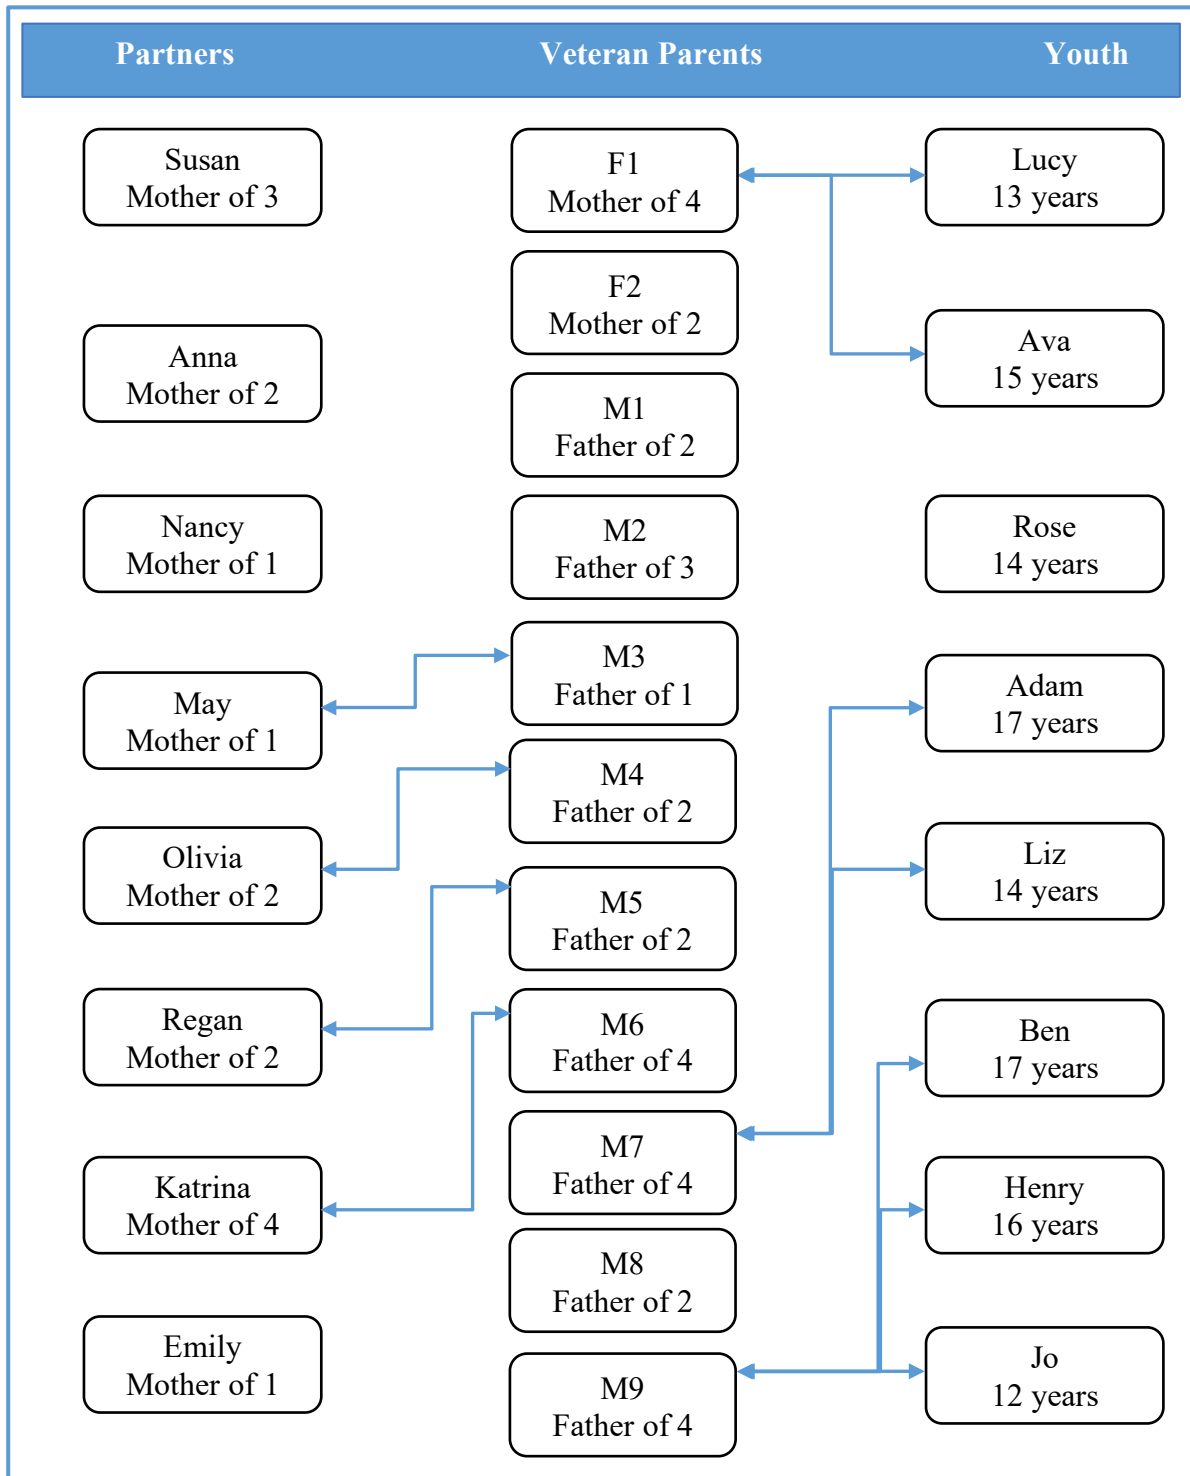 Partners
Veteran Parents
Youth
Susan
Mother of 3
F1
Mother of 4
Lucy
13 years
F2
Mother of 2
Anna
Mother of 2
Ava
15 years
M1
Father of 2
Nancy
Mother of 1
M2
Father of 3
Rose
14 years
May
Mother of 1
M3
Father of 1
Adam
17 years
M4
Father of 2
Olivia
Mother of 2
Liz
14 years
M5
Father of 2
Regan
Mother of 2
M6
Father of 4
Ben
17 years
M7
Father of 4
Katrina
Mother of 4
Henry
16 years
M8
Father of 2
Emily
Mother of 1
M9
Father of 4
Jo
12 years